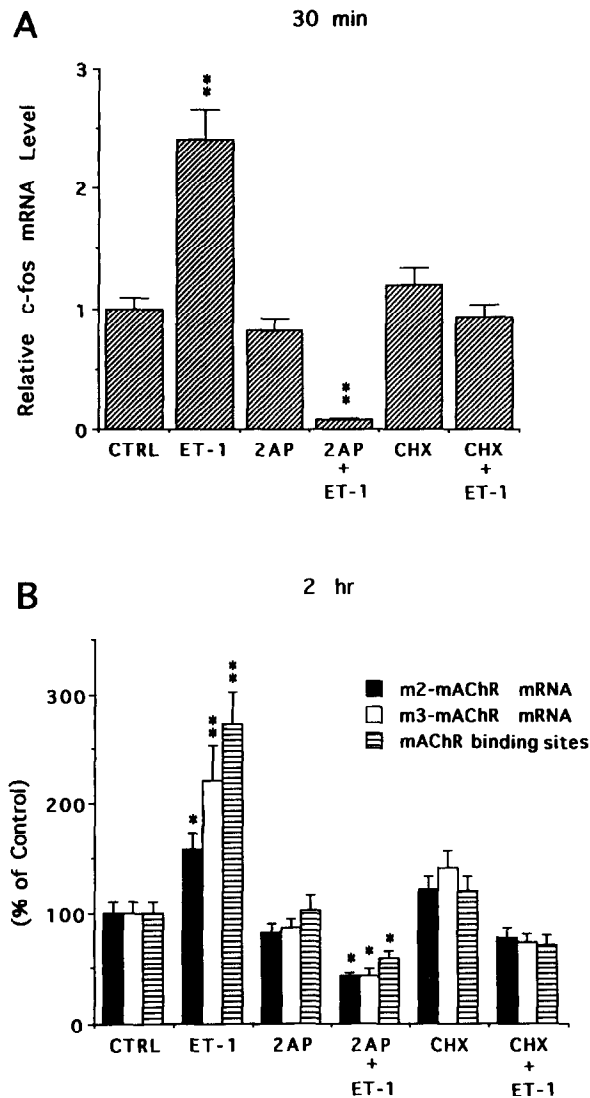 A
30 min
Relative c-fos mRNA Level
3
2
1
0
**
**
CTRL ET-1 2AP 2AP + ET-1 CHX CHX + ET-1
B
2 hr
(% of Control)
300
200
100
0
m2-mAChR mRNA
m3-mAChR mRNA
mAChR binding sites
* ** **
* * *
CTRL ET-1 2AP 2AP + ET-1 CHX CHX + ET-1